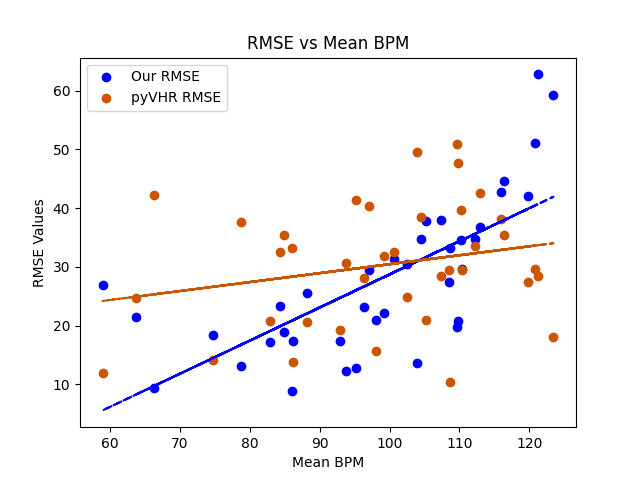 RMSE vs Mean BPM
Our RMSE
pyVHR RMSE
60
50
40
30
20
10
RMSE Values
60 70 80 90 100 110 120
Mean BPM